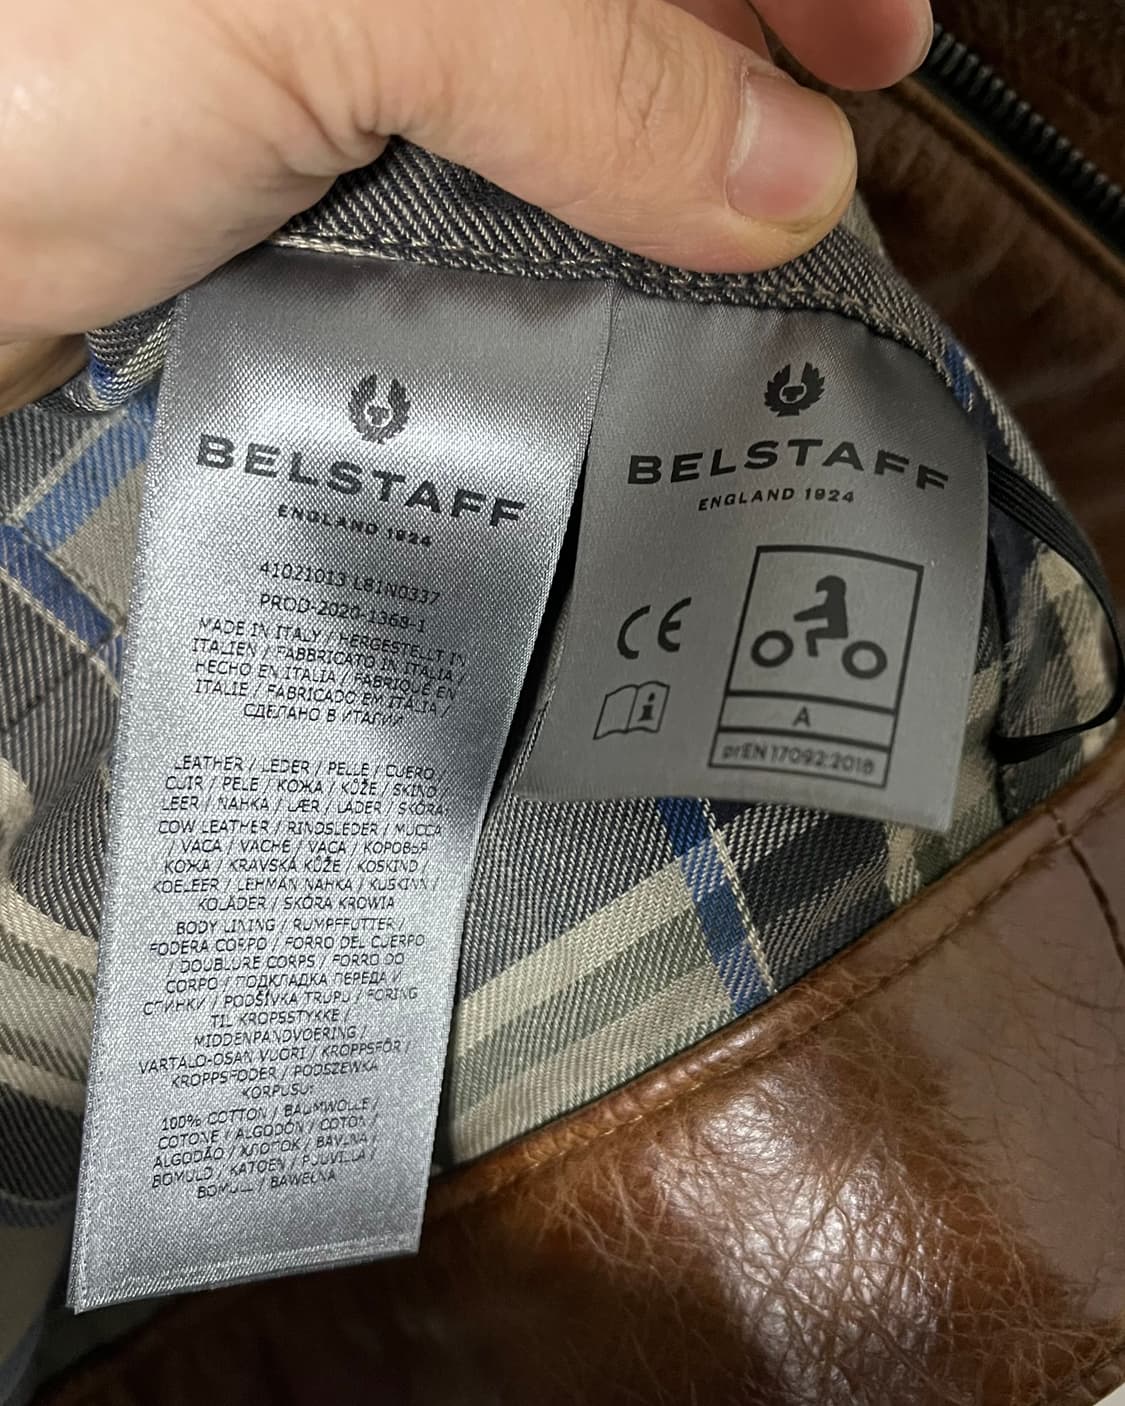 BELSTAFF
ENGLAND 1924
41021013 L81N0337
PROD-2020-1368-1
MADE IN ITALY / HERGESTELLT IN
ITALIEN / FABBRICATO IN ITALIA /
HECHO EN ITALIA / FABRIQUÉ EN
ITALIE / FABRICADO EN ITALIA /
СДЕЛАНО В ИТАЛИИ
LEATHER / LEDER / PELLE / CUERO /
CUIR / PELE / КОЖА / KŮŽE / SKIND
LEER / NAHKA / LÆR / LÄDER / SKÓRA
COW LEATHER / RINDSLEDER / MUCCA
/ VACA / VACHE / VACA / КОРОВЬЯ
КОЖА / KRAVSKÁ KŮŽE / KOSKIND /
KOELEER / LEHMÄN NAHKA / KUSKINN /
KOLÄDER / SKÓRA KROWIA
BODY LINING / RUMPFFUTTER /
FODERA CORPO / FORRO DEL CUERPO
/ DOUBLURE CORPS / FORRO DO
CORPO / ПОДКЛАДКА ПЕРЕДА И
СПИНКИ / PODŠÍVKA TRUPU / FORING
TIL KROPSSTYKKE /
MIDDENPANDVOERING /
VARTALO-OSAN VUORI / KROPPSFÔR /
KROPPSFODER / PODSZEWKA
KORPUSU:
100% COTTON / BAUMWOLLE /
COTONE / ALGODÓN / COTON /
ALGODÃO / ХЛОПОК / BAVLNA /
BOMULD / KATOEN / PUUVILLA /
BOMULL / BAWEŁNA
BELSTAFF
ENGLAND 1924
CE
i
A
prEN 17092:2018